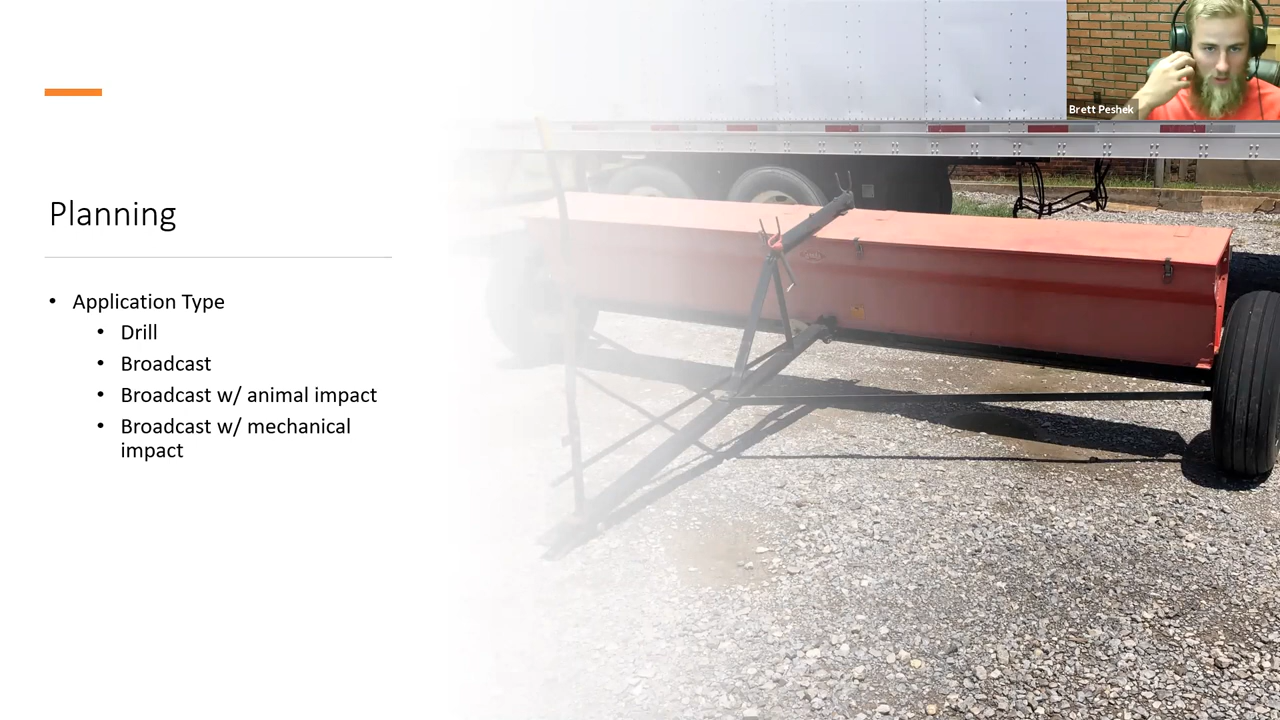 Brett Peshek
Planning
• Application Type
• Drill
• Broadcast
• Broadcast w/ animal impact
• Broadcast w/ mechanical
impact